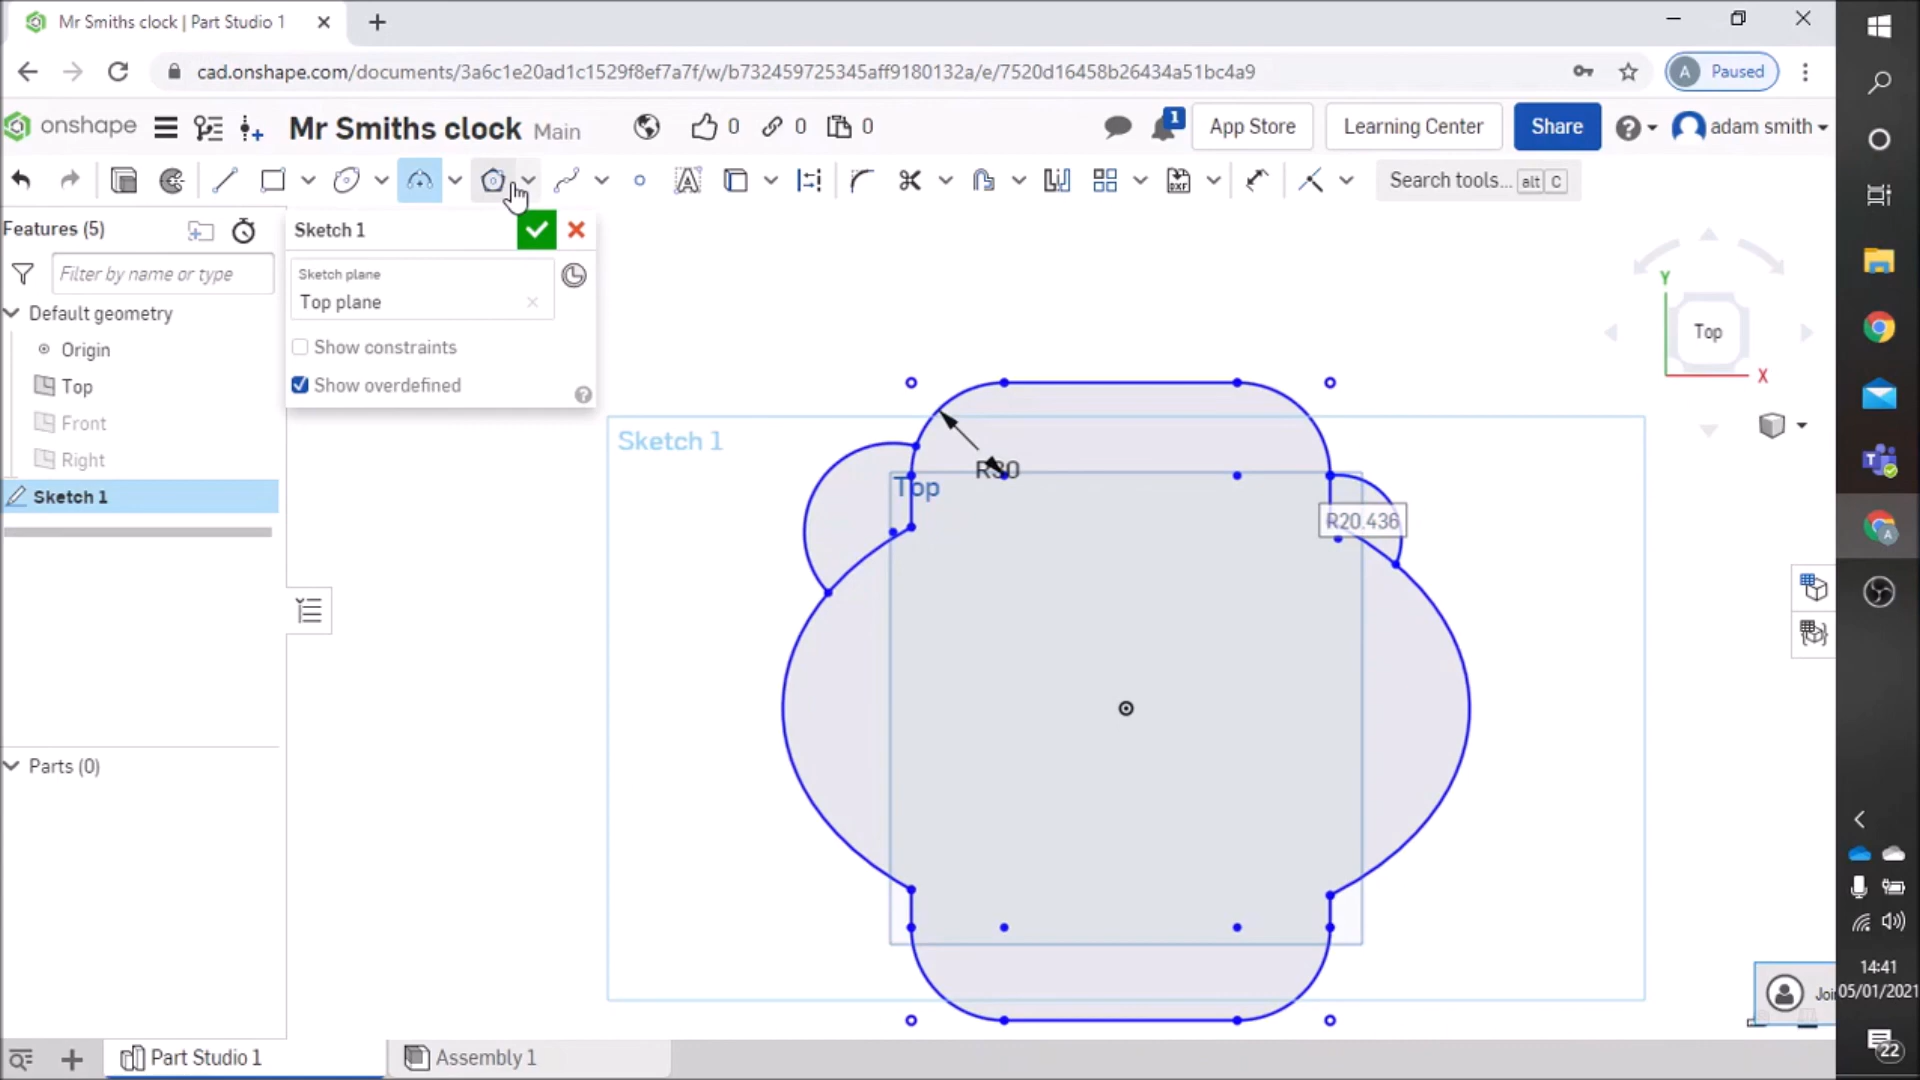 Mr Smiths clock | Part Studio 1
cad.onshape.com/documents/3a6c1e20ad1c1529f8ef7a7f/w/b732459725345aff9180132a/e/7520d16458b26434a51bc4a9
A Paused
onshape
Mr Smiths clock Main
0 0 0
1
App Store
Learning Center
Share
adam smith
DXF
Search tools... alt C
Features (5)
Filter by name or type
Default geometry
Origin
Top
Front
Right
Sketch 1
Parts (0)
Sketch 1
Sketch plane
Top plane
Show constraints
Show overdefined
Sketch 1
Top
R30
R20.436
Y
Top
X
Joi
14:41
05/01/2021
22
Part Studio 1
Assembly 1